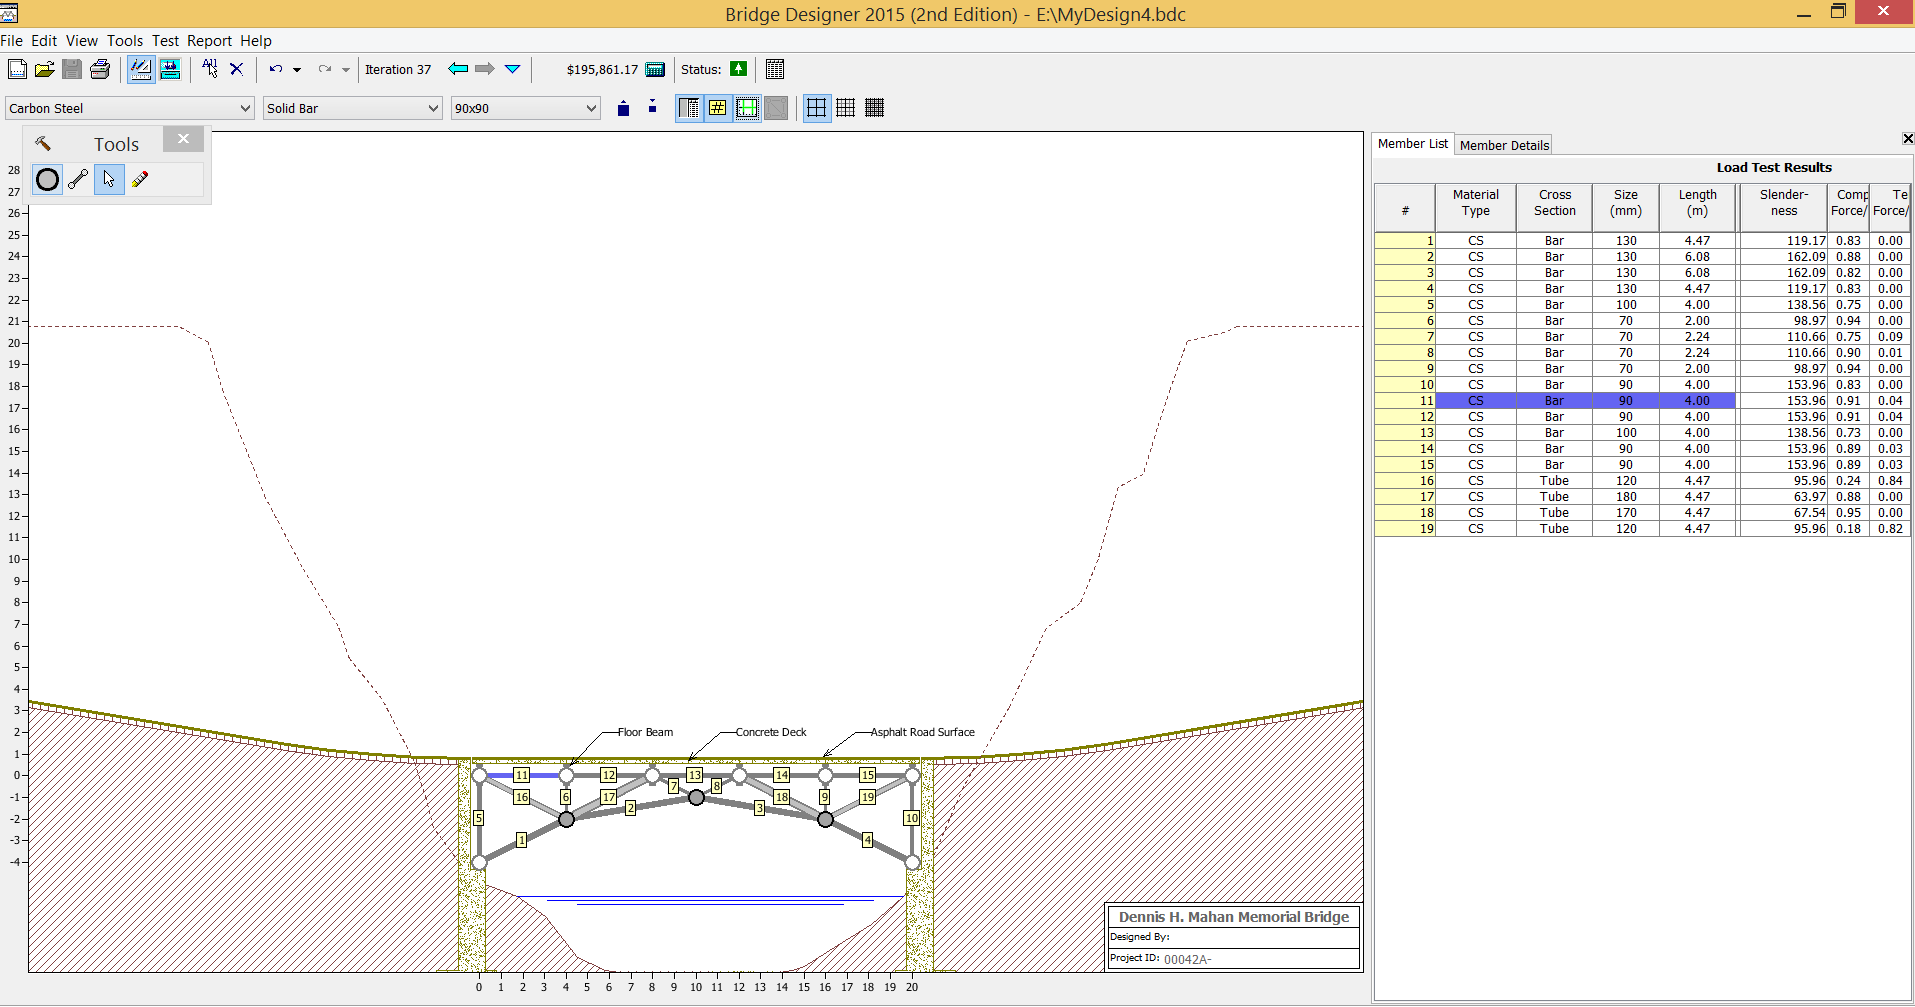 Bridge Designer 2015 (2nd Edition) - E:\MyDesign4.bdc
File Edit View Tools Test Report Help
Iteration 37 $195,861.17 Status:
Carbon Steel Solid Bar 90x90
Tools
Member List Member Details
Load Test Results
# Material Type Cross Section Size (mm) Length (m) Slender-ness Comp Force/ Te Force/
1 CS Bar 130 4.47 119.17 0.83 0.00
2 CS Bar 130 6.08 162.09 0.88 0.00
3 CS Bar 130 6.08 162.09 0.82 0.00
4 CS Bar 130 4.47 119.17 0.83 0.00
5 CS Bar 100 4.00 138.56 0.75 0.00
6 CS Bar 70 2.00 98.97 0.94 0.00
7 CS Bar 70 2.24 110.66 0.75 0.09
8 CS Bar 70 2.24 110.66 0.90 0.01
9 CS Bar 70 2.00 98.97 0.94 0.00
10 CS Bar 90 4.00 153.96 0.83 0.00
11 CS Bar 90 4.00 153.96 0.91 0.04
12 CS Bar 90 4.00 153.96 0.91 0.04
13 CS Bar 100 4.00 138.56 0.73 0.00
14 CS Bar 90 4.00 153.96 0.89 0.03
15 CS Bar 90 4.00 153.96 0.89 0.03
16 CS Tube 120 4.47 95.96 0.24 0.84
17 CS Tube 180 4.47 63.97 0.88 0.00
18 CS Tube 170 4.47 67.54 0.95 0.00
19 CS Tube 120 4.47 95.96 0.18 0.82
28
27
26
25
24
23
22
21
20
19
18
17
16
15
14
13
12
11
10
9
8
7
6
5
4
3
2
1
0
-1
-2
-3
-4
Floor Beam Concrete Deck Asphalt Road Surface
11 12 13 14 15
7 8
16 6 17 18 9 19
2 3
5 10
1 4
Dennis H. Mahan Memorial Bridge
Designed By:
Project ID: 00042A-
0 1 2 3 4 5 6 7 8 9 10 11 12 13 14 15 16 17 18 19 20